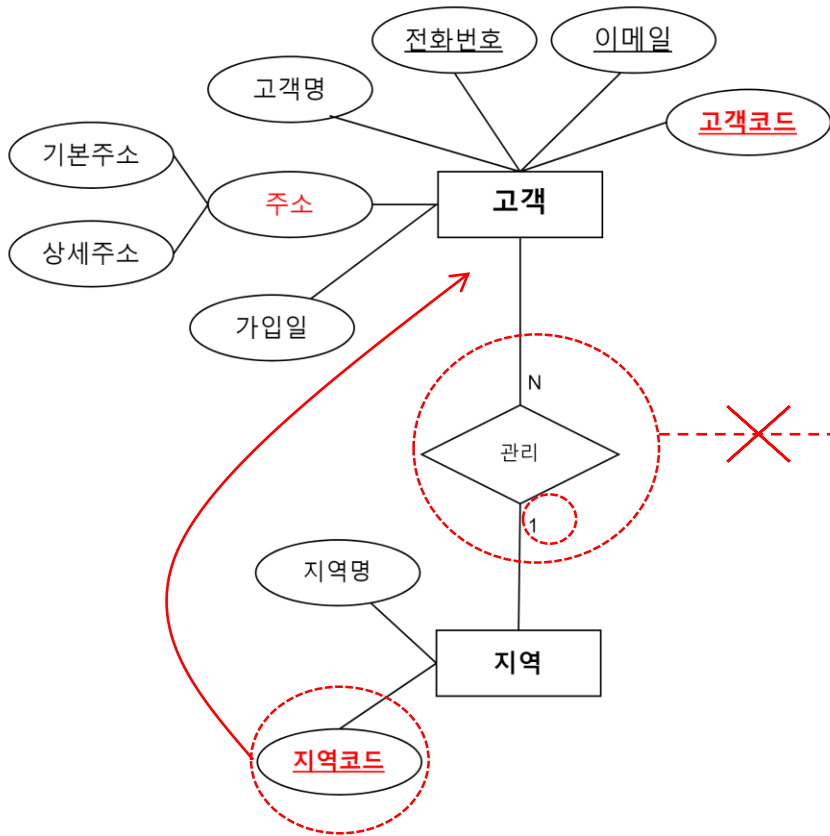 전화번호
이메일
고객명
고객코드
기본주소
주소
고객
상세주소
가입일
N
관리
1
지역명
지역
지역코드